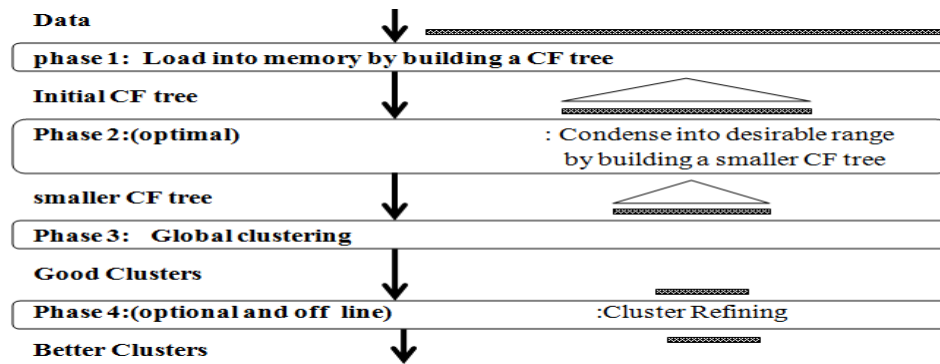 Data
phase 1: Load into memory by building a CF tree
Initial CF tree
Phase 2:(optimal) : Condense into desirable range
by building a smaller CF tree
smaller CF tree
Phase 3: Global clustering
Good Clusters
Phase 4:(optional and off line) :Cluster Refining
Better Clusters